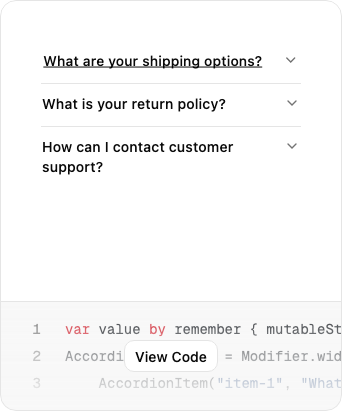 What are your shipping options?
What is your return policy?
How can I contact customer
support?
1 var value by remember { mutableSt
2 Accordi
View Code
= Modifier.wid
3 AccordionItem("item-1", "What